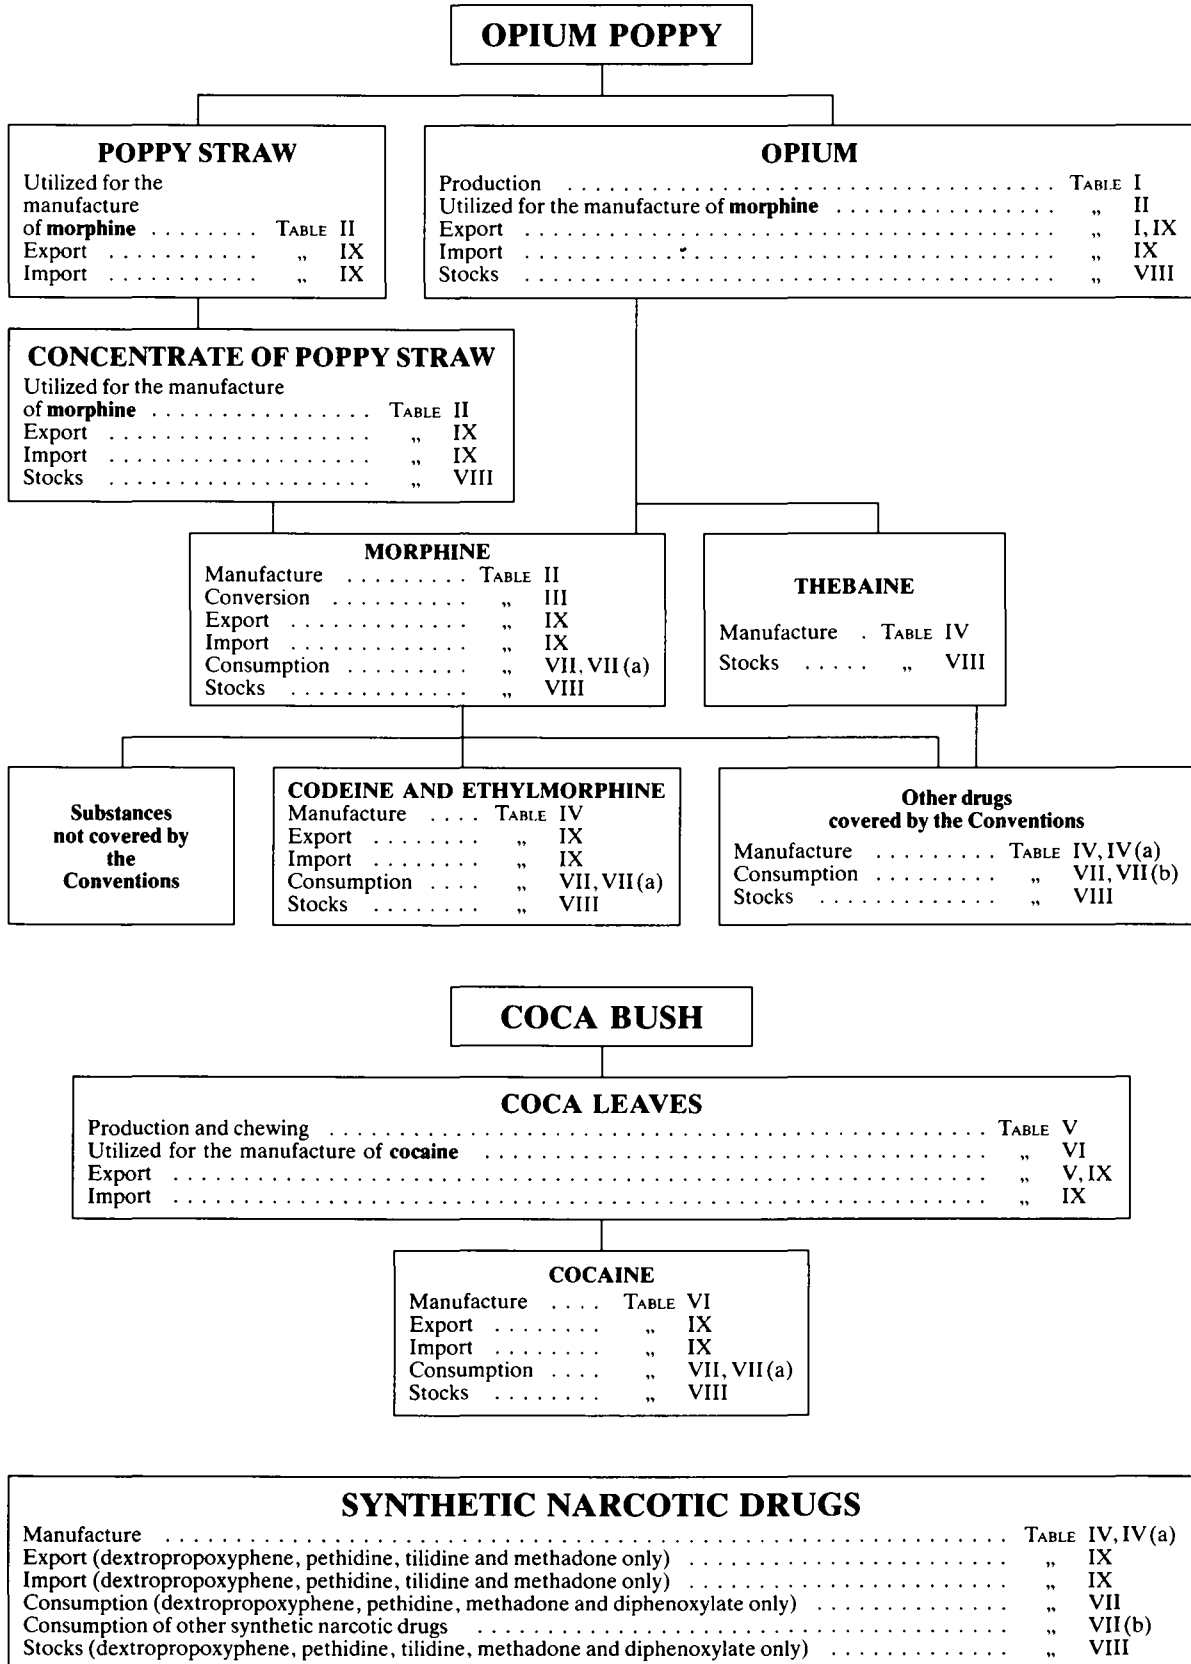 OPIUM POPPY
POPPY STRAW
Utilized for the
manufacture
of morphine ........ TABLE II
Export ........... „ IX
Import ........... „ IX
OPIUM
Production ................................... TABLE I
Utilized for the manufacture of morphine ................ „ II
Export ...................................... „ I, IX
Import ...................................... „ IX
Stocks ...................................... „ VIII
CONCENTRATE OF POPPY STRAW
Utilized for the manufacture
of morphine ................ TABLE II
Export ................... „ IX
Import ................... „ IX
Stocks ................... „ VIII
MORPHINE
Manufacture ......... TABLE II
Conversion .......... „ III
Export ............. „ IX
Import ............. „ IX
Consumption ......... „ VII, VII(a)
Stocks ............. „ VIII
THEBAINE
Manufacture . TABLE IV
Stocks ..... „ VIII
Substances
not covered by
the
Conventions
CODEINE AND ETHYLMORPHINE
Manufacture .... TABLE IV
Export ........ „ IX
Import ........ „ IX
Consumption .... „ VII, VII(a)
Stocks ........ „ VIII
Other drugs
covered by the Conventions
Manufacture ......... TABLE IV, IV(a)
Consumption ......... „ VII, VII(b)
Stocks ............. „ VIII
COCA BUSH
COCA LEAVES
Production and chewing ................................................ TABLE V
Utilized for the manufacture of cocaine ...................................... „ VI
Export ............................................................ „ V, IX
Import ............................................................ „ IX
COCAINE
Manufacture .... TABLE VI
Export ........ „ IX
Import ........ „ IX
Consumption .... „ VII, VII(a)
Stocks ........ „ VIII
SYNTHETIC NARCOTIC DRUGS
Manufacture .............................................................. TABLE IV, IV(a)
Export (dextropropoxyphene, pethidine, tilidine and methadone only) ....................... „ IX
Import (dextropropoxyphene, pethidine, tilidine and methadone only) ....................... „ IX
Consumption (dextropropoxyphene, pethidine, methadone and diphenoxylate only) .............. „ VII
Consumption of other synthetic narcotic drugs ...................................... „ VII(b)
Stocks (dextropropoxyphene, pethidine, tilidine, methadone and diphenoxylate only) ............. „ VIII